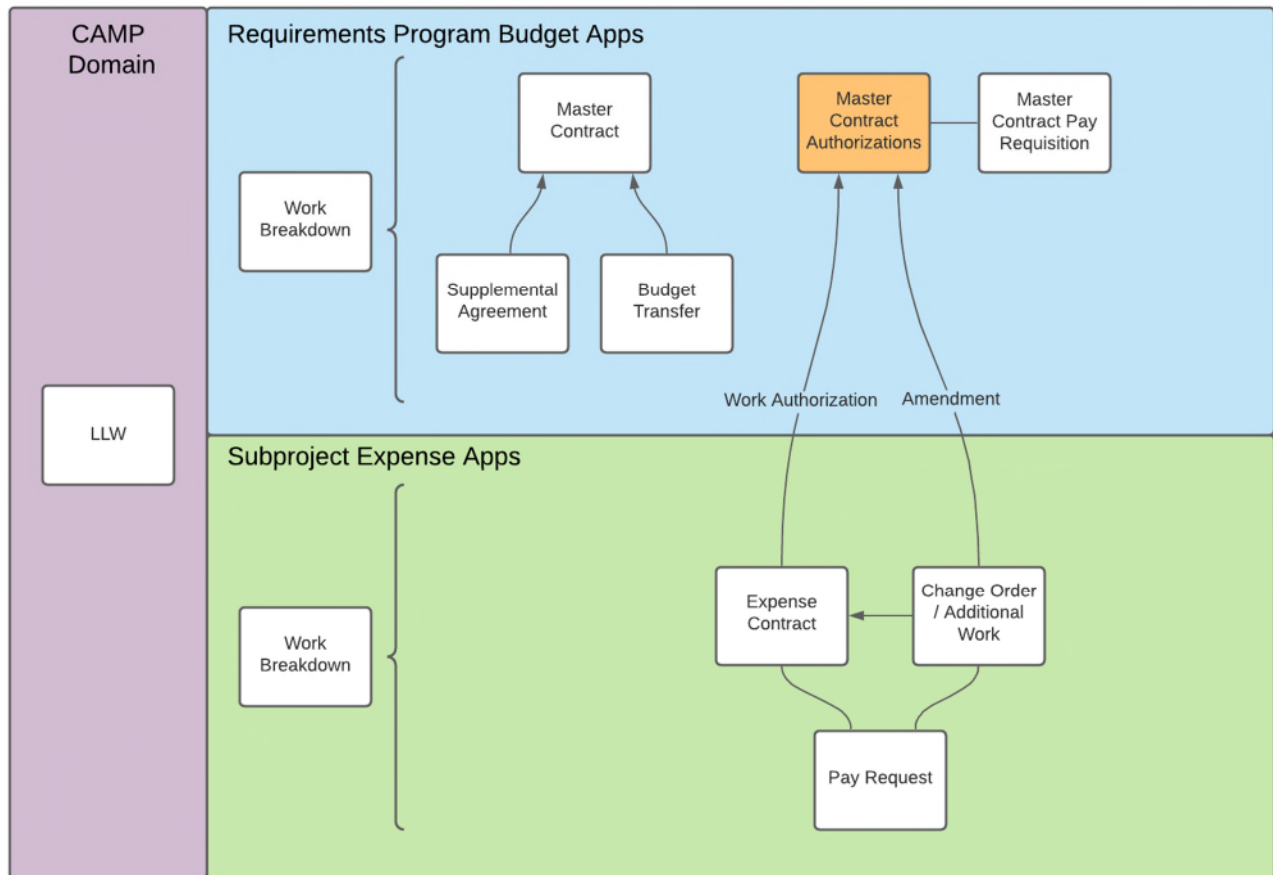 CAMP
Domain
LLW
Requirements Program Budget Apps
Work
Breakdown
Master
Contract
Supplemental
Agreement
Budget
Transfer
Master
Contract
Authorizations
Master
Contract Pay
Requisition
Work Authorization
Amendment
Subproject Expense Apps
Work
Breakdown
Expense
Contract
Change Order
/ Additional
Work
Pay Request